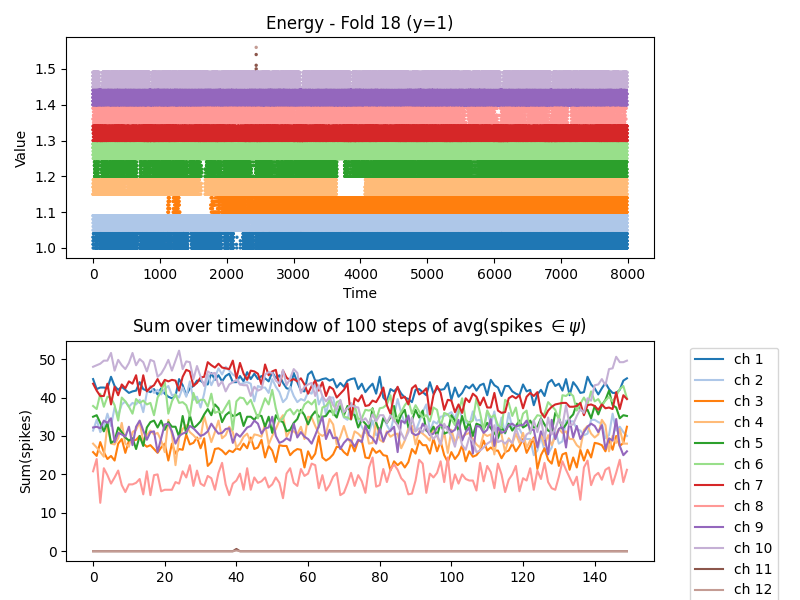 Energy - Fold 18 (y=1)
Value
1.5
1.4
1.3
1.2
1.1
1.0
0 1000 2000 3000 4000 5000 6000 7000 8000
Time
Sum over timewindow of 100 steps of avg(spikes ∈ ψ)
Sum(spikes)
50
40
30
20
10
0
0 20 40 60 80 100 120 140
ch 1
ch 2
ch 3
ch 4
ch 5
ch 6
ch 7
ch 8
ch 9
ch 10
ch 11
ch 12